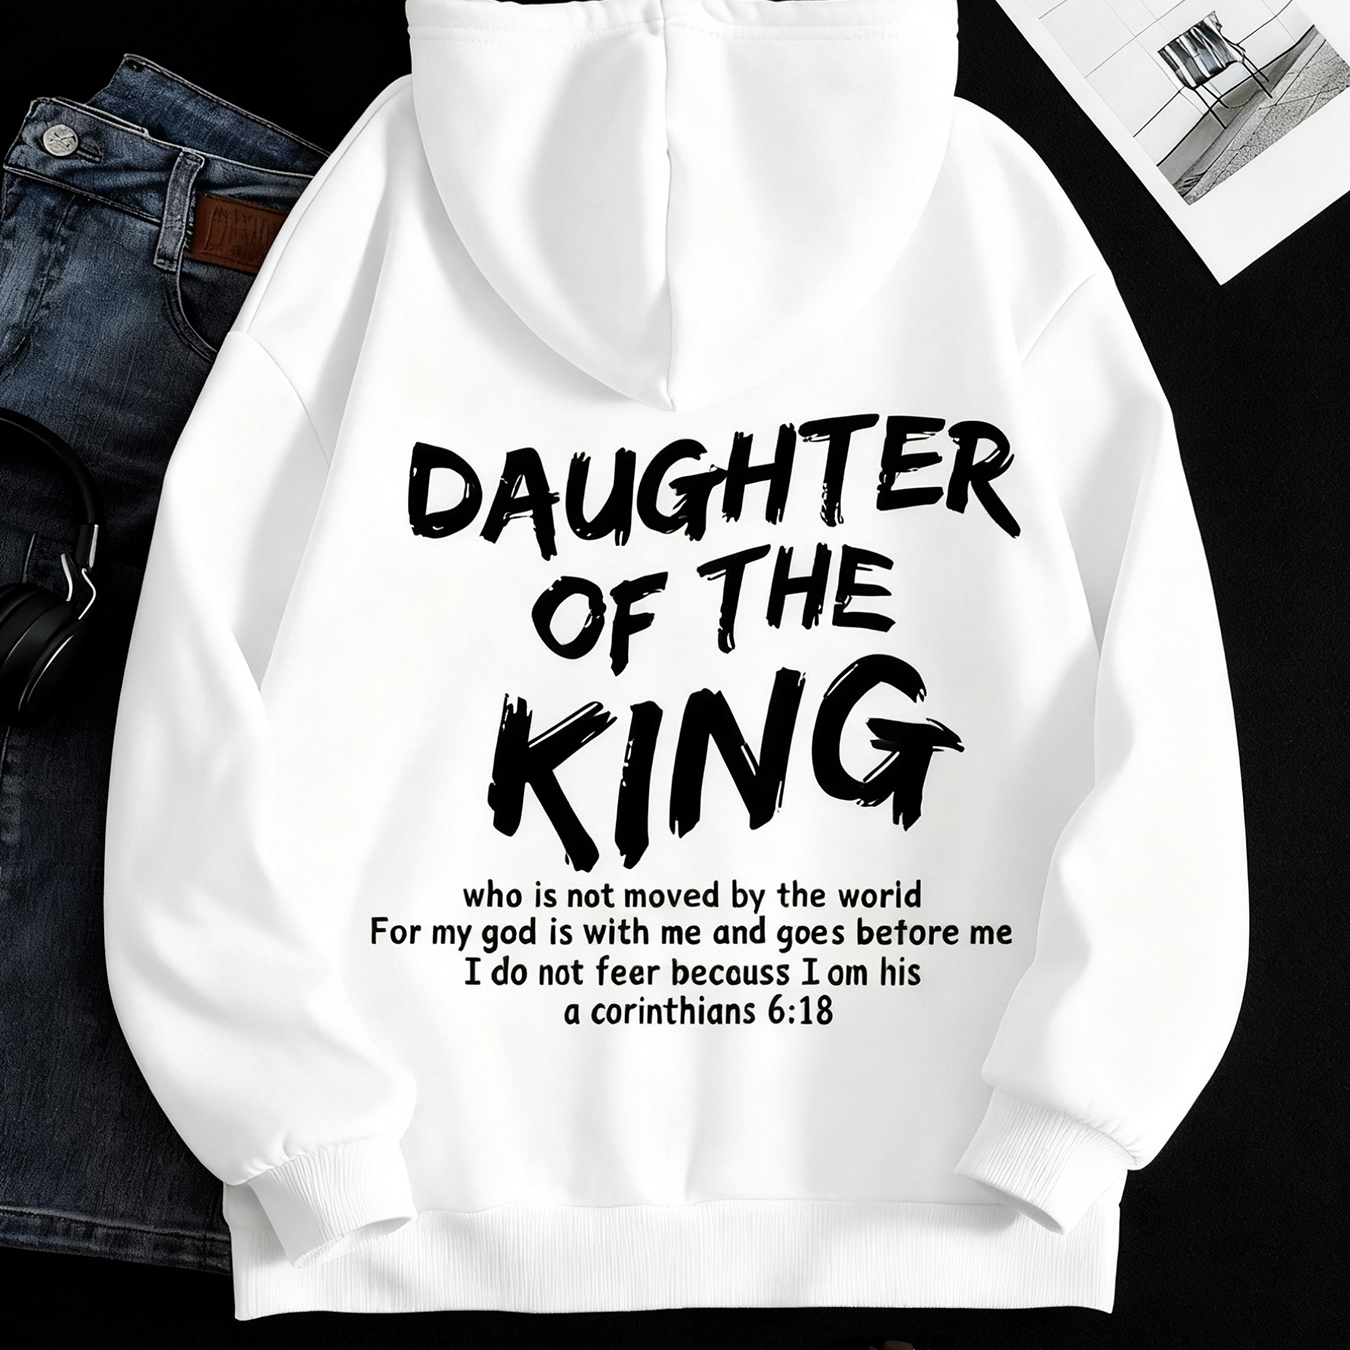 DAUGHTER
OF THE
KING
who is not moved by the world
For my god is with me and goes before me
I do not feer becouss I om his
a corinthians 6:18